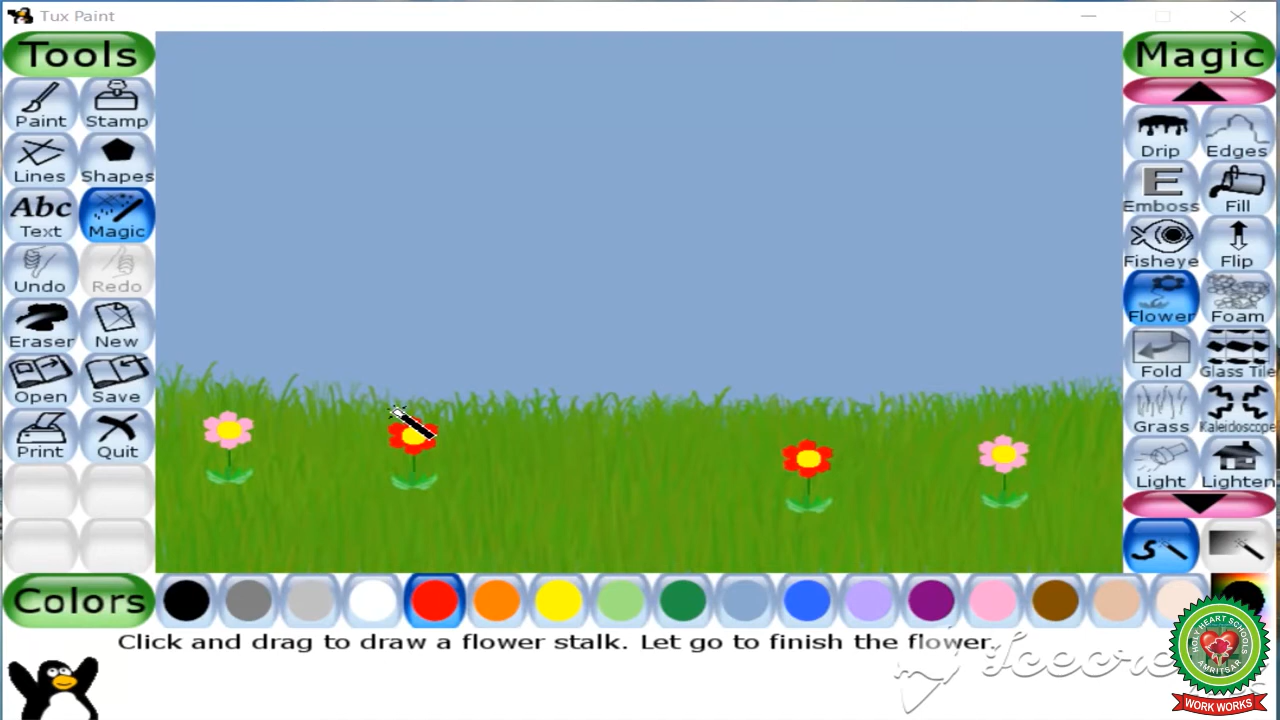 Tux Paint
Tools
Magic
Paint Stamp
Lines Shapes
Abc
Text Magic
Undo Redo
Eraser New
Open Save
Print Quit
Drip Edges
E
Emboss Fill
Fisheye Flip
Flower Foam
Fold Glass Tile
Grass Kaleidoscope
Light Lighten
Colors
Click and drag to draw a flower stalk. Let go to finish the flower.
HOLY HEART SCHOOLS
AMRITSAR
WORK WORKS